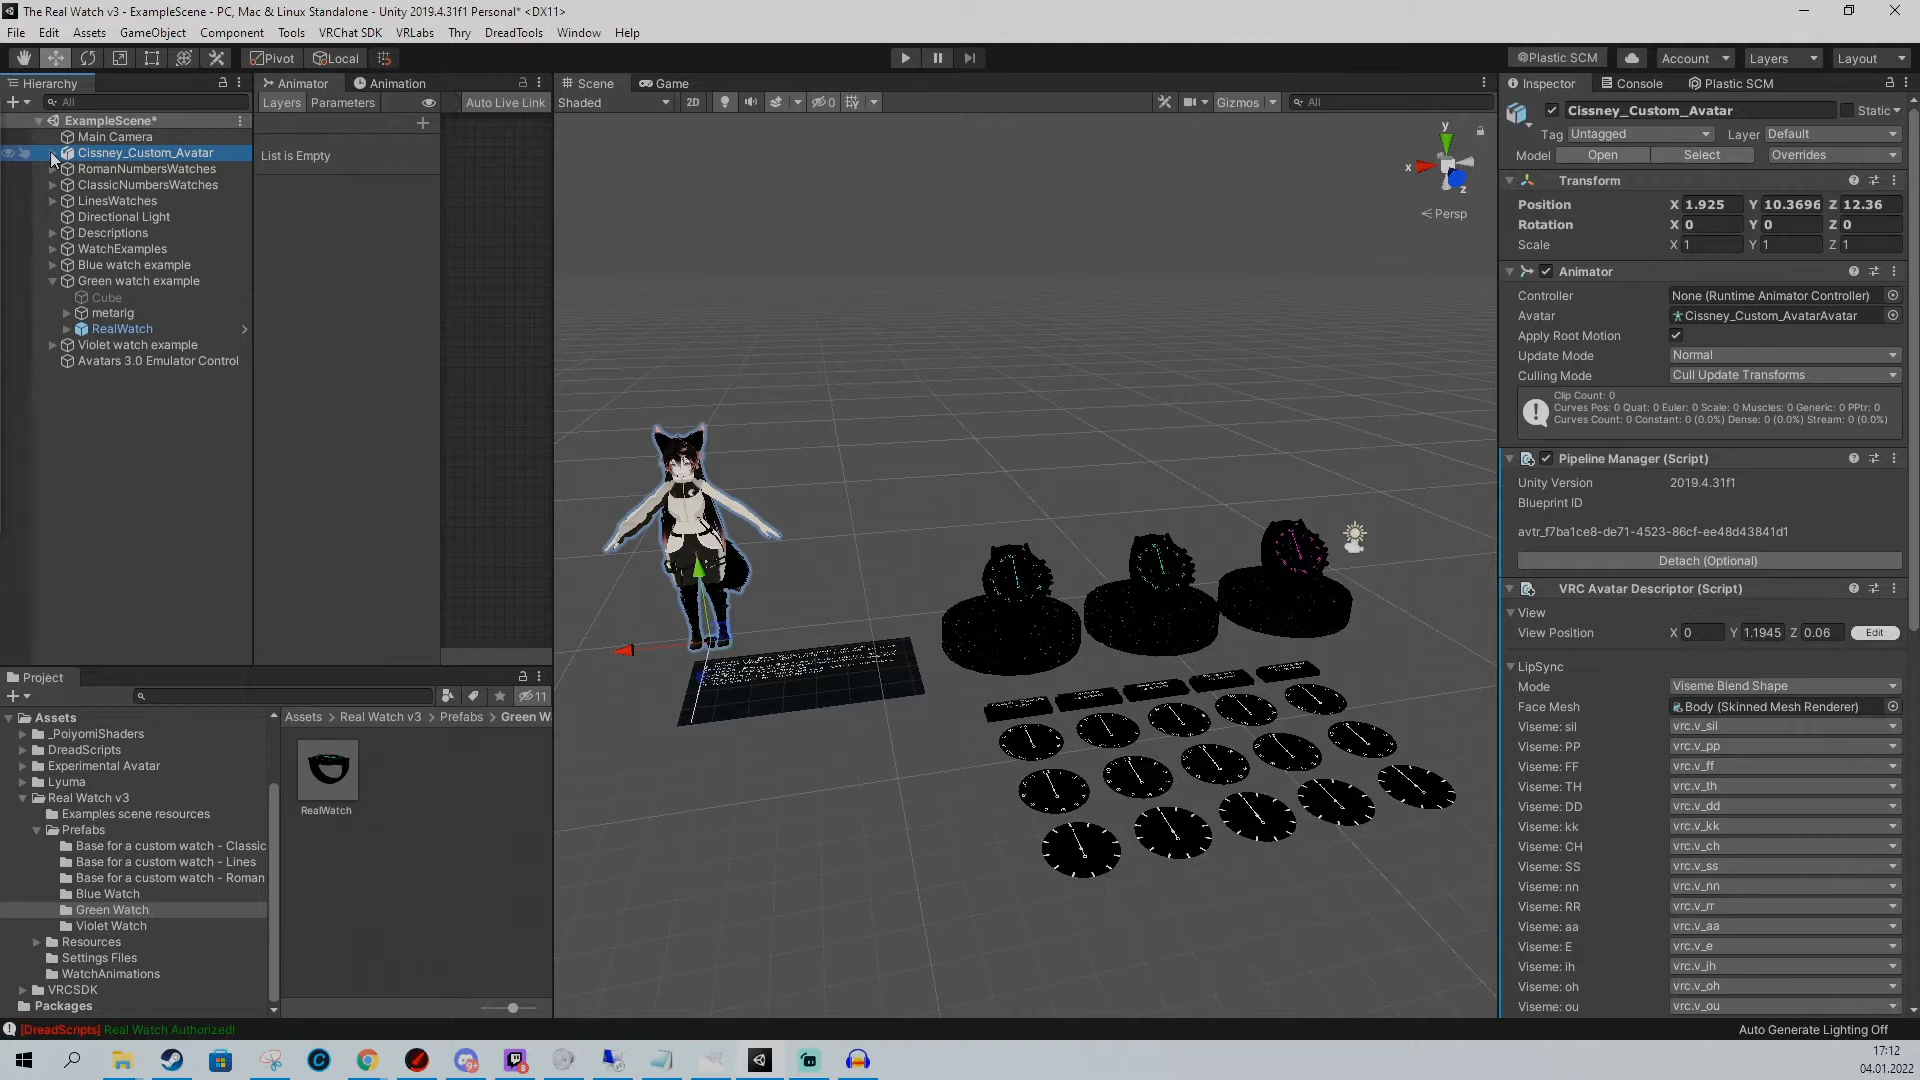 The Real Watch v3 - ExampleScene - PC, Mac & Linux Standalone - Unity 2019.4.31f1 Personal* <DX11>
File Edit Assets GameObject Component Tools VRChat SDK VRLabs Thry DreadTools Window Help
Pivot Local Plastic SCM Account Layers Layout
Hierarchy Animator Animation Scene Game Inspector Console Plastic SCM
All Layers Parameters Auto Live Link Shaded 2D 0 Gizmos All
Cissney_Custom_Avatar Static
ExampleScene*
Main Camera
Cissney_Custom_Avatar
RomanNumbersWatches
ClassicNumbersWatches
LinesWatches
Directional Light
Descriptions
WatchExamples
Blue watch example
Green watch example
Cube
metarig
RealWatch
Violet watch example
Avatars 3.0 Emulator Control
List is Empty
y
x
z
Persp
Tag Untagged Layer Default
Model Open Select Overrides
Transform
Position X 1.925 Y 10.3696 Z 12.36
Rotation X 0 Y 0 Z 0
Scale X 1 Y 1 Z 1
Animator
Controller None (Runtime Animator Controller)
Avatar Cissney_Custom_AvatarAvatar
Apply Root Motion
Update Mode Normal
Culling Mode Cull Update Transforms
Clip Count: 0
Curves Pos: 0 Quat: 0 Euler: 0 Scale: 0 Muscles: 0 Generic: 0 PPtr: 0
Curves Count: 0 Constant: 0 (0.0%) Dense: 0 (0.0%) Stream: 0 (0.0%)
Pipeline Manager (Script)
Unity Version 2019.4.31f1
Blueprint ID
avtr_f7ba1ce8-de71-4523-86cf-ee48d43841d1
Detach (Optional)
VRC Avatar Descriptor (Script)
View
View Position X 0 Y 1.1945 Z 0.06 Edit
LipSync
Mode Viseme Blend Shape
Face Mesh Body (Skinned Mesh Renderer)
Viseme: sil vrc.v_sil
Viseme: PP vrc.v_pp
Viseme: FF vrc.v_ff
Viseme: TH vrc.v_th
Viseme: DD vrc.v_dd
Viseme: kk vrc.v_kk
Viseme: CH vrc.v_ch
Viseme: SS vrc.v_ss
Viseme: nn vrc.v_nn
Viseme: RR vrc.v_rr
Viseme: aa vrc.v_aa
Viseme: E vrc.v_e
Viseme: ih vrc.v_ih
Viseme: oh vrc.v_oh
Viseme: ou vrc.v_ou
Project
11
Assets
_PoiyomiShaders
DreadScripts
Experimental Avatar
Lyuma
Real Watch v3
Examples scene resources
Prefabs
Base for a custom watch - Classic
Base for a custom watch - Lines
Base for a custom watch - Roman
Blue Watch
Green Watch
Violet Watch
Resources
Settings Files
WatchAnimations
VRCSDK
Packages
Assets > Real Watch v3 > Prefabs > Green W
RealWatch
[DreadScripts] Real Watch Authorized!
Auto Generate Lighting Off
17:12
04.01.2022